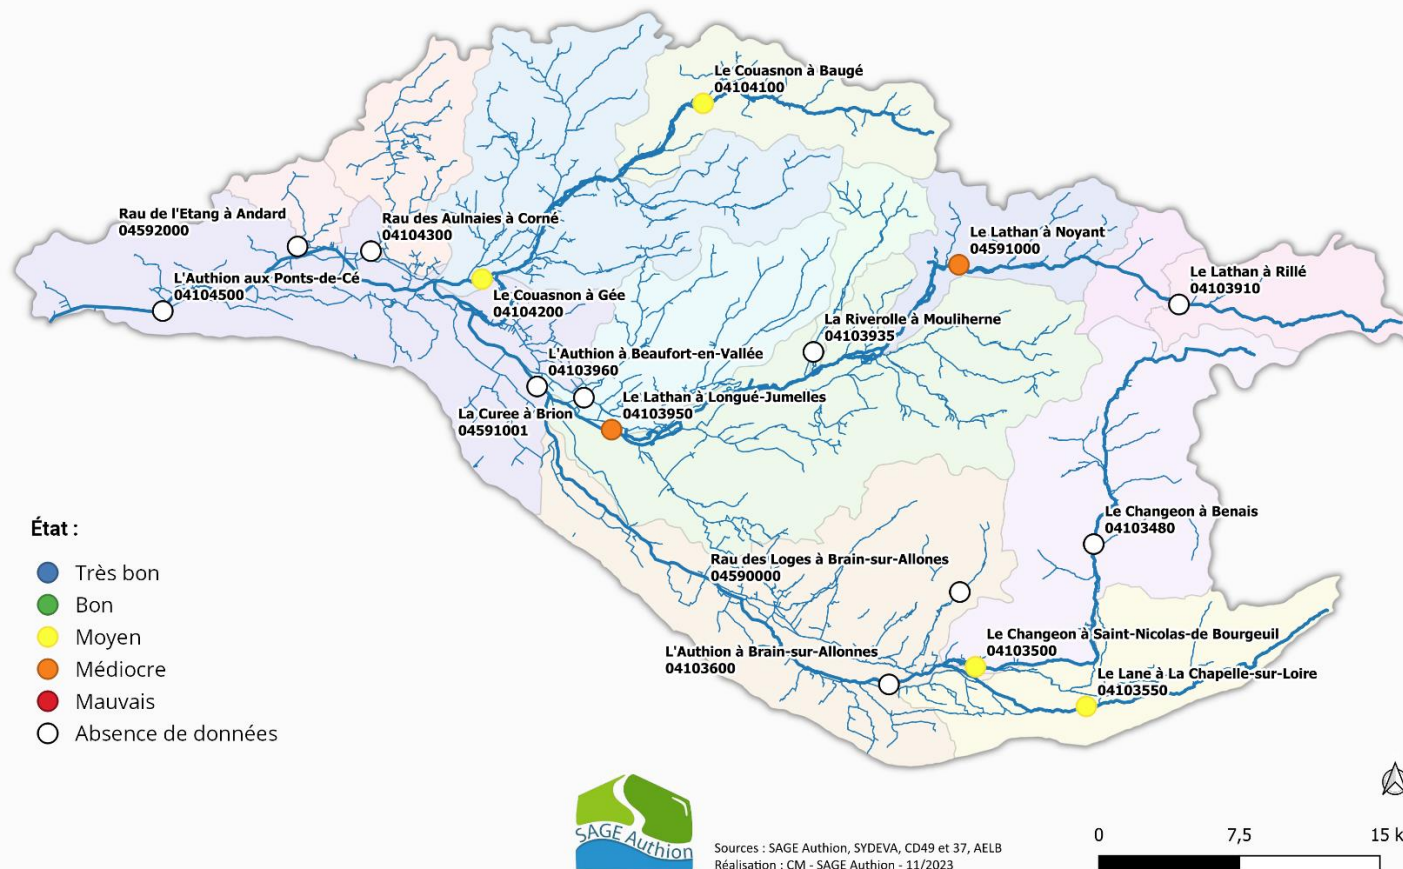 Le Couasnon à Baugé
04104100
Rau de l'Etang à Andard
04592000
Rau des Aulnaies à Corné
04104300
Le Lathan à Noyant
04591000
L'Authion aux Ponts-de-Cé
04104500
Le Lathan à Rillé
04103910
Le Couasnon à Gée
04104200
La Riverolle à Mouliherne
04103935
L'Authion à Beaufort-en-Vallée
04103960
Le Lathan à Longué-Jumelles
04103950
La Curee à Brion
04591001
Le Changeon à Benais
04103480
État :
Très bon
Bon
Moyen
Médiocre
Mauvais
Absence de données
Rau des Loges à Brain-sur-Allones
04590000
Le Changeon à Saint-Nicolas-de Bourgeuil
04103500
L'Authion à Brain-sur-Allonnes
04103600
Le Lane à La Chapelle-sur-Loire
04103550
SAGE Authion
Sources : SAGE Authion, SYDEVA, CD49 et 37, AELB
Réalisation : CM - SAGE Authion - 11/2023
0 7,5 15 k